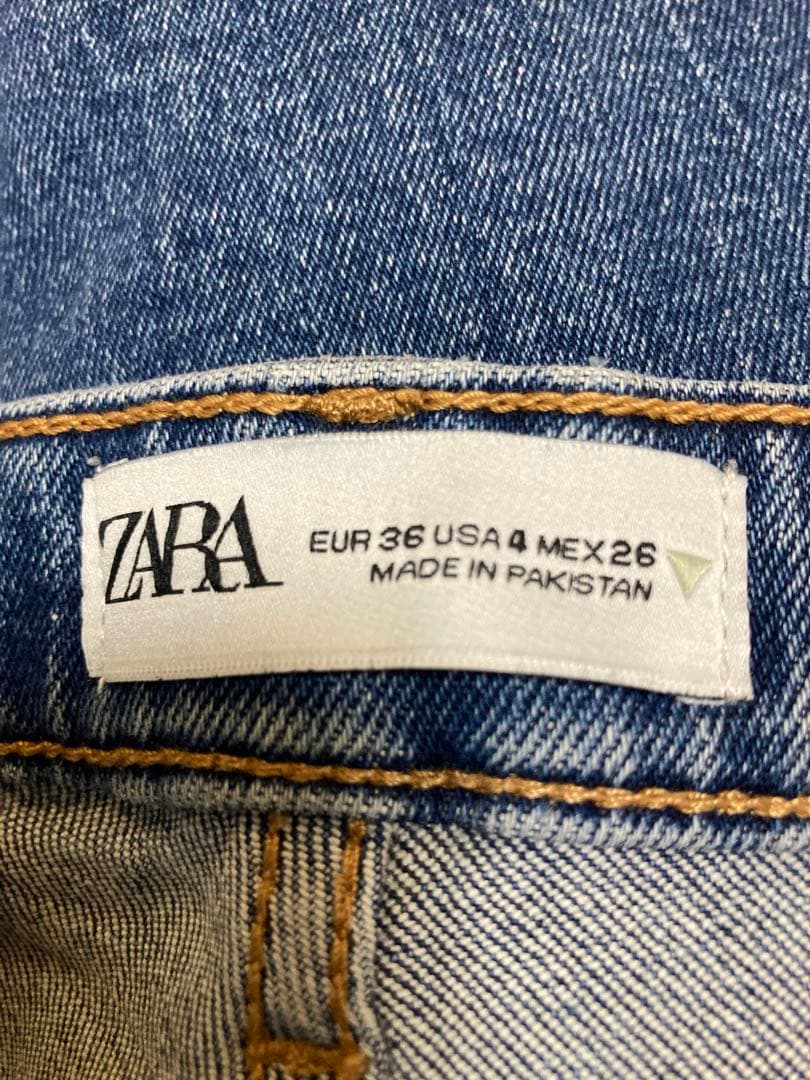 ZARA
EUR 36 USA 4 MEX 26
MADE IN PAKISTAN